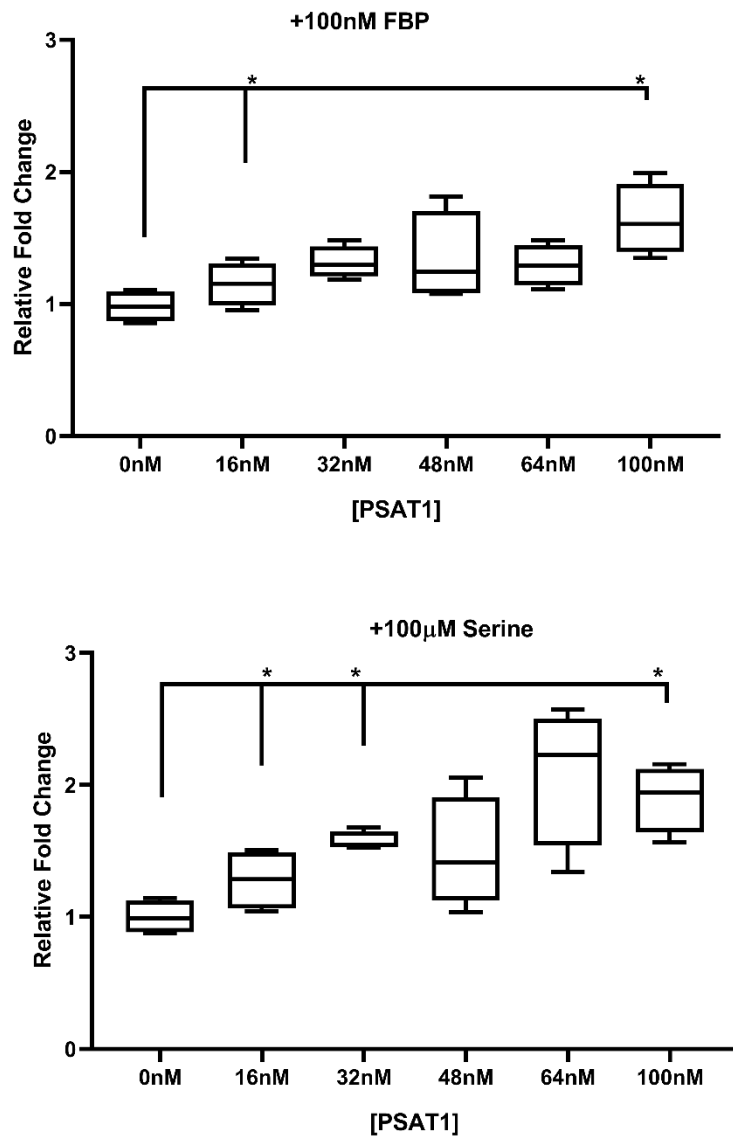 +100nM FBP
3
* *
2
1
0
Relative Fold Change
0nM 16nM 32nM 48nM 64nM 100nM
[PSAT1]
+100μM Serine
3
* * *
2
1
0
Relative Fold Change
0nM 16nM 32nM 48nM 64nM 100nM
[PSAT1]